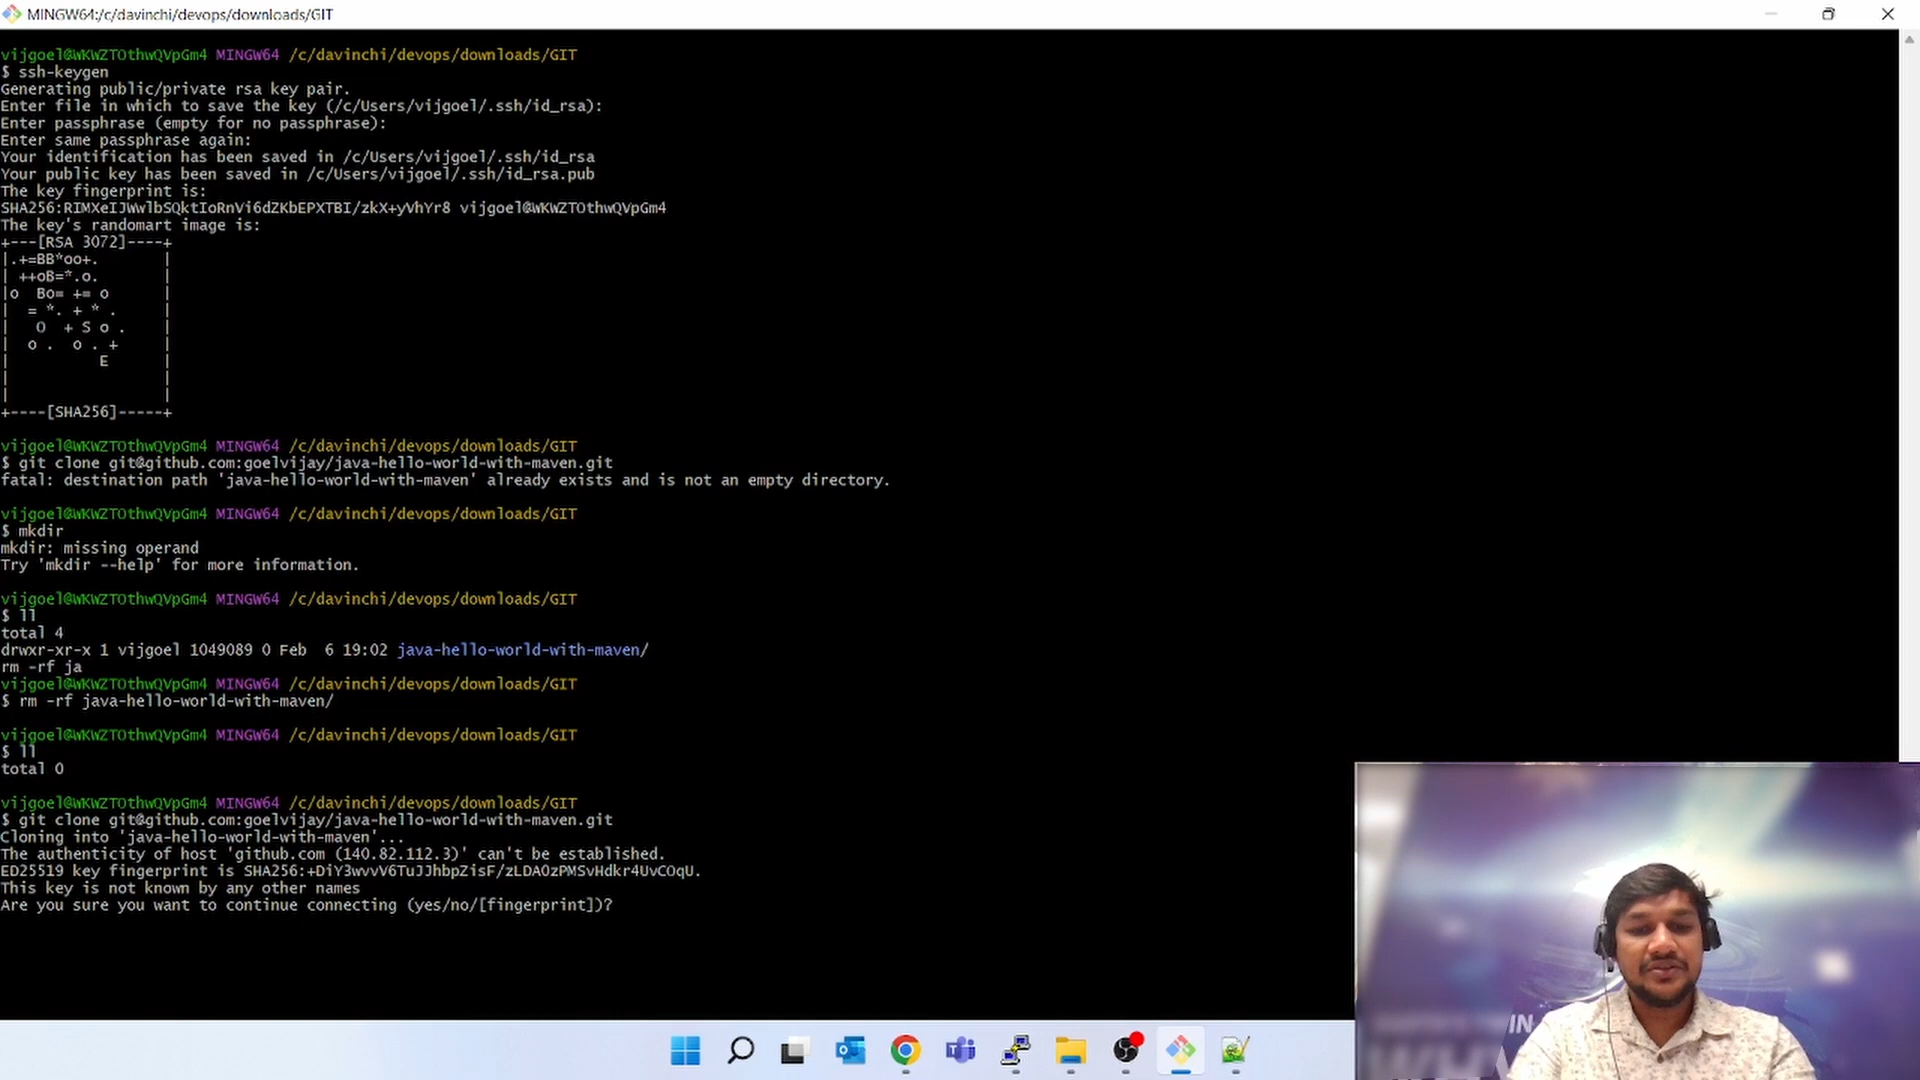 MINGW64:/c/davinchi/devops/downloads/GIT
vijgoel@WKWZTOthwQVpGm4 MINGW64 /c/davinchi/devops/downloads/GIT
$ ssh-keygen
Generating public/private rsa key pair.
Enter file in which to save the key (/c/Users/vijgoel/.ssh/id_rsa):
Enter passphrase (empty for no passphrase):
Enter same passphrase again:
Your identification has been saved in /c/Users/vijgoel/.ssh/id_rsa
Your public key has been saved in /c/Users/vijgoel/.ssh/id_rsa.pub
The key fingerprint is:
SHA256:RIMXeIJWwlbSQktIoRnVi6dZKbEPXTBI/zkX+yVhYr8 vijgoel@WKWZTOthwQVpGm4
The key's randomart image is:
+---[RSA 3072]----+
|.+=BB*oo+.       |
| ++oB=*.o.       |
|o  Bo= += o      |
|  = *. + * .     |
|   O  + S o .    |
|  o .  o . +     |
|          E      |
|                 |
|                 |
+----[SHA256]-----+
vijgoel@WKWZTOthwQVpGm4 MINGW64 /c/davinchi/devops/downloads/GIT
$ git clone git@github.com:goelvijay/java-hello-world-with-maven.git
fatal: destination path 'java-hello-world-with-maven' already exists and is not an empty directory.
vijgoel@WKWZTOthwQVpGm4 MINGW64 /c/davinchi/devops/downloads/GIT
$ mkdir
mkdir: missing operand
Try 'mkdir --help' for more information.
vijgoel@WKWZTOthwQVpGm4 MINGW64 /c/davinchi/devops/downloads/GIT
$ ll
total 4
drwxr-xr-x 1 vijgoel 1049089 0 Feb  6 19:02 java-hello-world-with-maven/
rm -rf ja
vijgoel@WKWZTOthwQVpGm4 MINGW64 /c/davinchi/devops/downloads/GIT
$ rm -rf java-hello-world-with-maven/
vijgoel@WKWZTOthwQVpGm4 MINGW64 /c/davinchi/devops/downloads/GIT
$ ll
total 0
vijgoel@WKWZTOthwQVpGm4 MINGW64 /c/davinchi/devops/downloads/GIT
$ git clone git@github.com:goelvijay/java-hello-world-with-maven.git
Cloning into 'java-hello-world-with-maven'...
The authenticity of host 'github.com (140.82.112.3)' can't be established.
ED25519 key fingerprint is SHA256:+DiY3wvvV6TuJJhbpZisF/zLDA0zPMSvHdkr4UvCOqU.
This key is not known by any other names
Are you sure you want to continue connecting (yes/no/[fingerprint])?